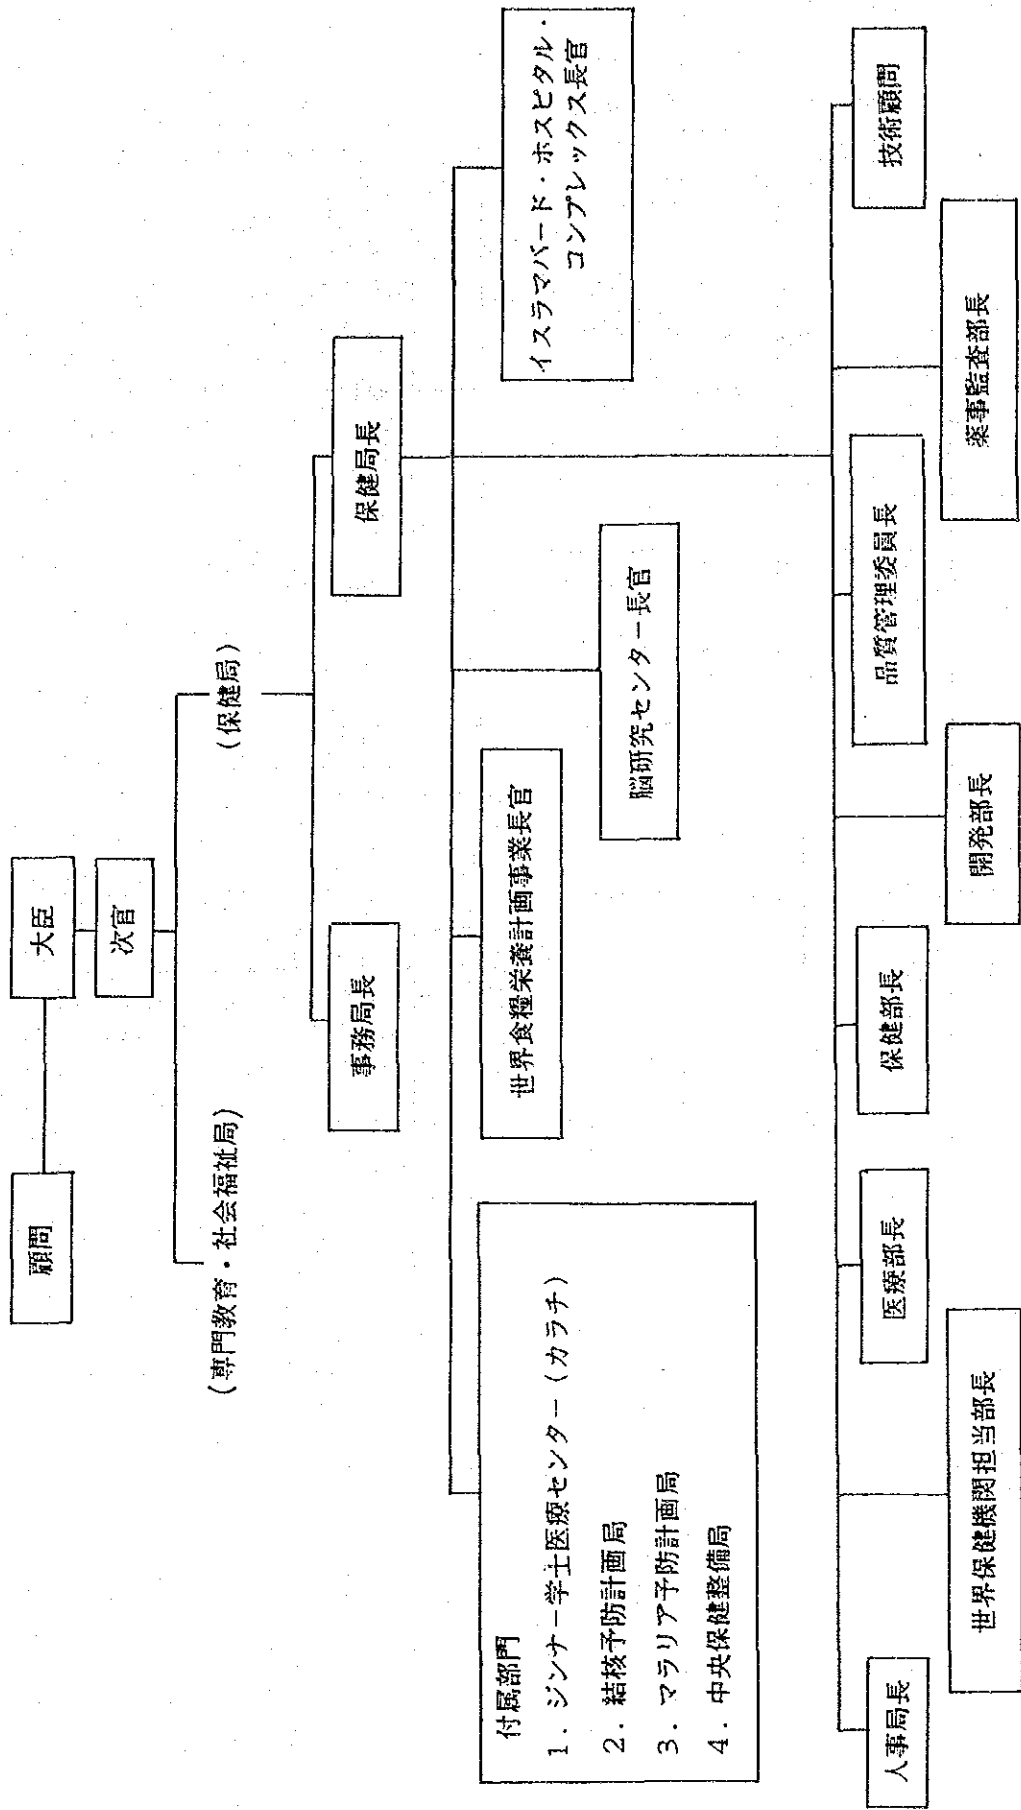 大臣
顧問
次官
(専門教育・社会福祉局)
(保健局)
事務局長
保健局長
付属部門
1. ジンナー学士医療センター (カラチ)
2. 結核予防計画局
3. マラリア予防計画局
4. 中央保健整備局
世界食糧栄養計画事業長官
脳研究センター長官
イスラマバード・ホスピタル・
コンプレックス長官
人事局長
世界保健機関担当部長
医療部長
保健部長
開発部長
品質管理委員長
薬事監査部長
技術顧問